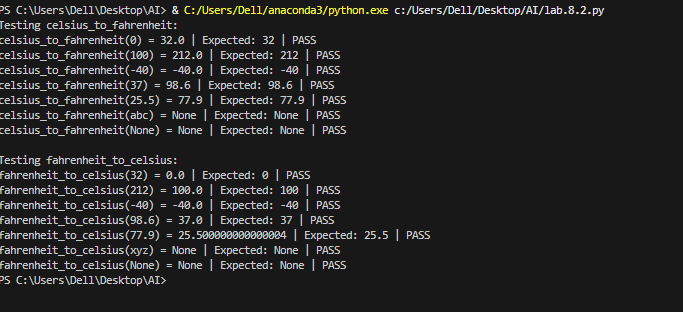 PS C:\Users\Dell\Desktop\AI> & C:/Users/Dell/anaconda3/python.exe c:/Users/Dell/Desktop/AI/lab.8.2.py
Testing celsius_to_fahrenheit:
celsius_to_fahrenheit(0) = 32.0 | Expected: 32 | PASS
celsius_to_fahrenheit(100) = 212.0 | Expected: 212 | PASS
celsius_to_fahrenheit(-40) = -40.0 | Expected: -40 | PASS
celsius_to_fahrenheit(37) = 98.6 | Expected: 98.6 | PASS
celsius_to_fahrenheit(25.5) = 77.9 | Expected: 77.9 | PASS
celsius_to_fahrenheit(abc) = None | Expected: None | PASS
celsius_to_fahrenheit(None) = None | Expected: None | PASS

Testing fahrenheit_to_celsius:
fahrenheit_to_celsius(32) = 0.0 | Expected: 0 | PASS
fahrenheit_to_celsius(212) = 100.0 | Expected: 100 | PASS
fahrenheit_to_celsius(-40) = -40.0 | Expected: -40 | PASS
fahrenheit_to_celsius(98.6) = 37.0 | Expected: 37 | PASS
fahrenheit_to_celsius(77.9) = 25.500000000000004 | Expected: 25.5 | PASS
fahrenheit_to_celsius(xyz) = None | Expected: None | PASS
fahrenheit_to_celsius(None) = None | Expected: None | PASS
PS C:\Users\Dell\Desktop\AI>